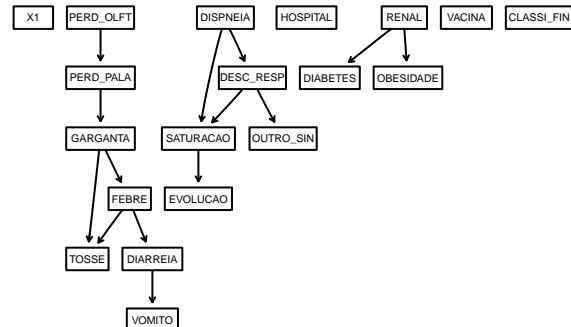 X1 PERD_OLFT DISPNEIA HOSPITAL RENAL VACINA CLASSI_FIN
PERD_PALA DESC_RESP DIABETES OBESIDADE
GARGANTA SATURACAO OUTRO_SIN
FEBRE EVOLUCAO
TOSSE DIARREIA
VOMITO